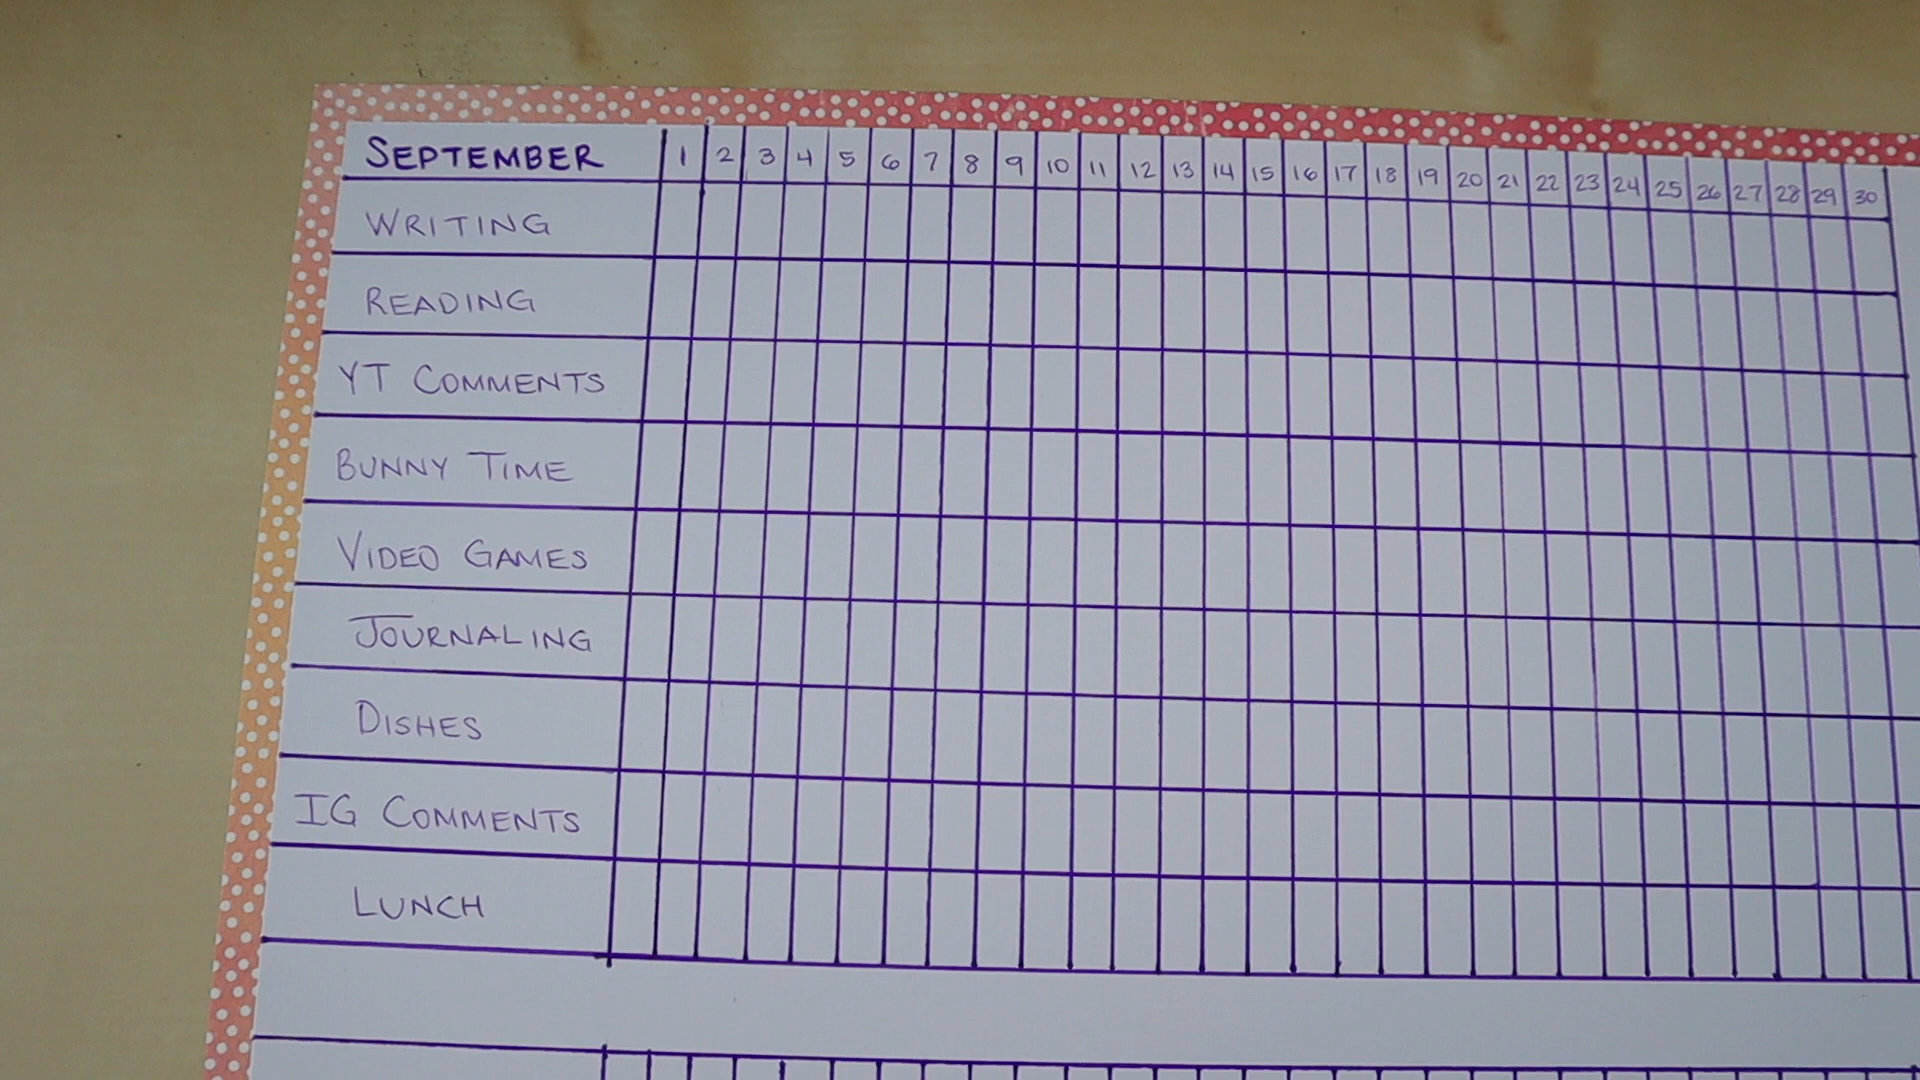 SEPTEMBER 1 2 3 4 5 6 7 8 9 10 11 12 13 14 15 16 17 18 19 20 21 22 23 24 25 26 27 28 29 30
WRITING
READING
YT COMMENTS
BUNNY TIME
VIDEO GAMES
JOURNALING
DISHES
IG COMMENTS
LUNCH